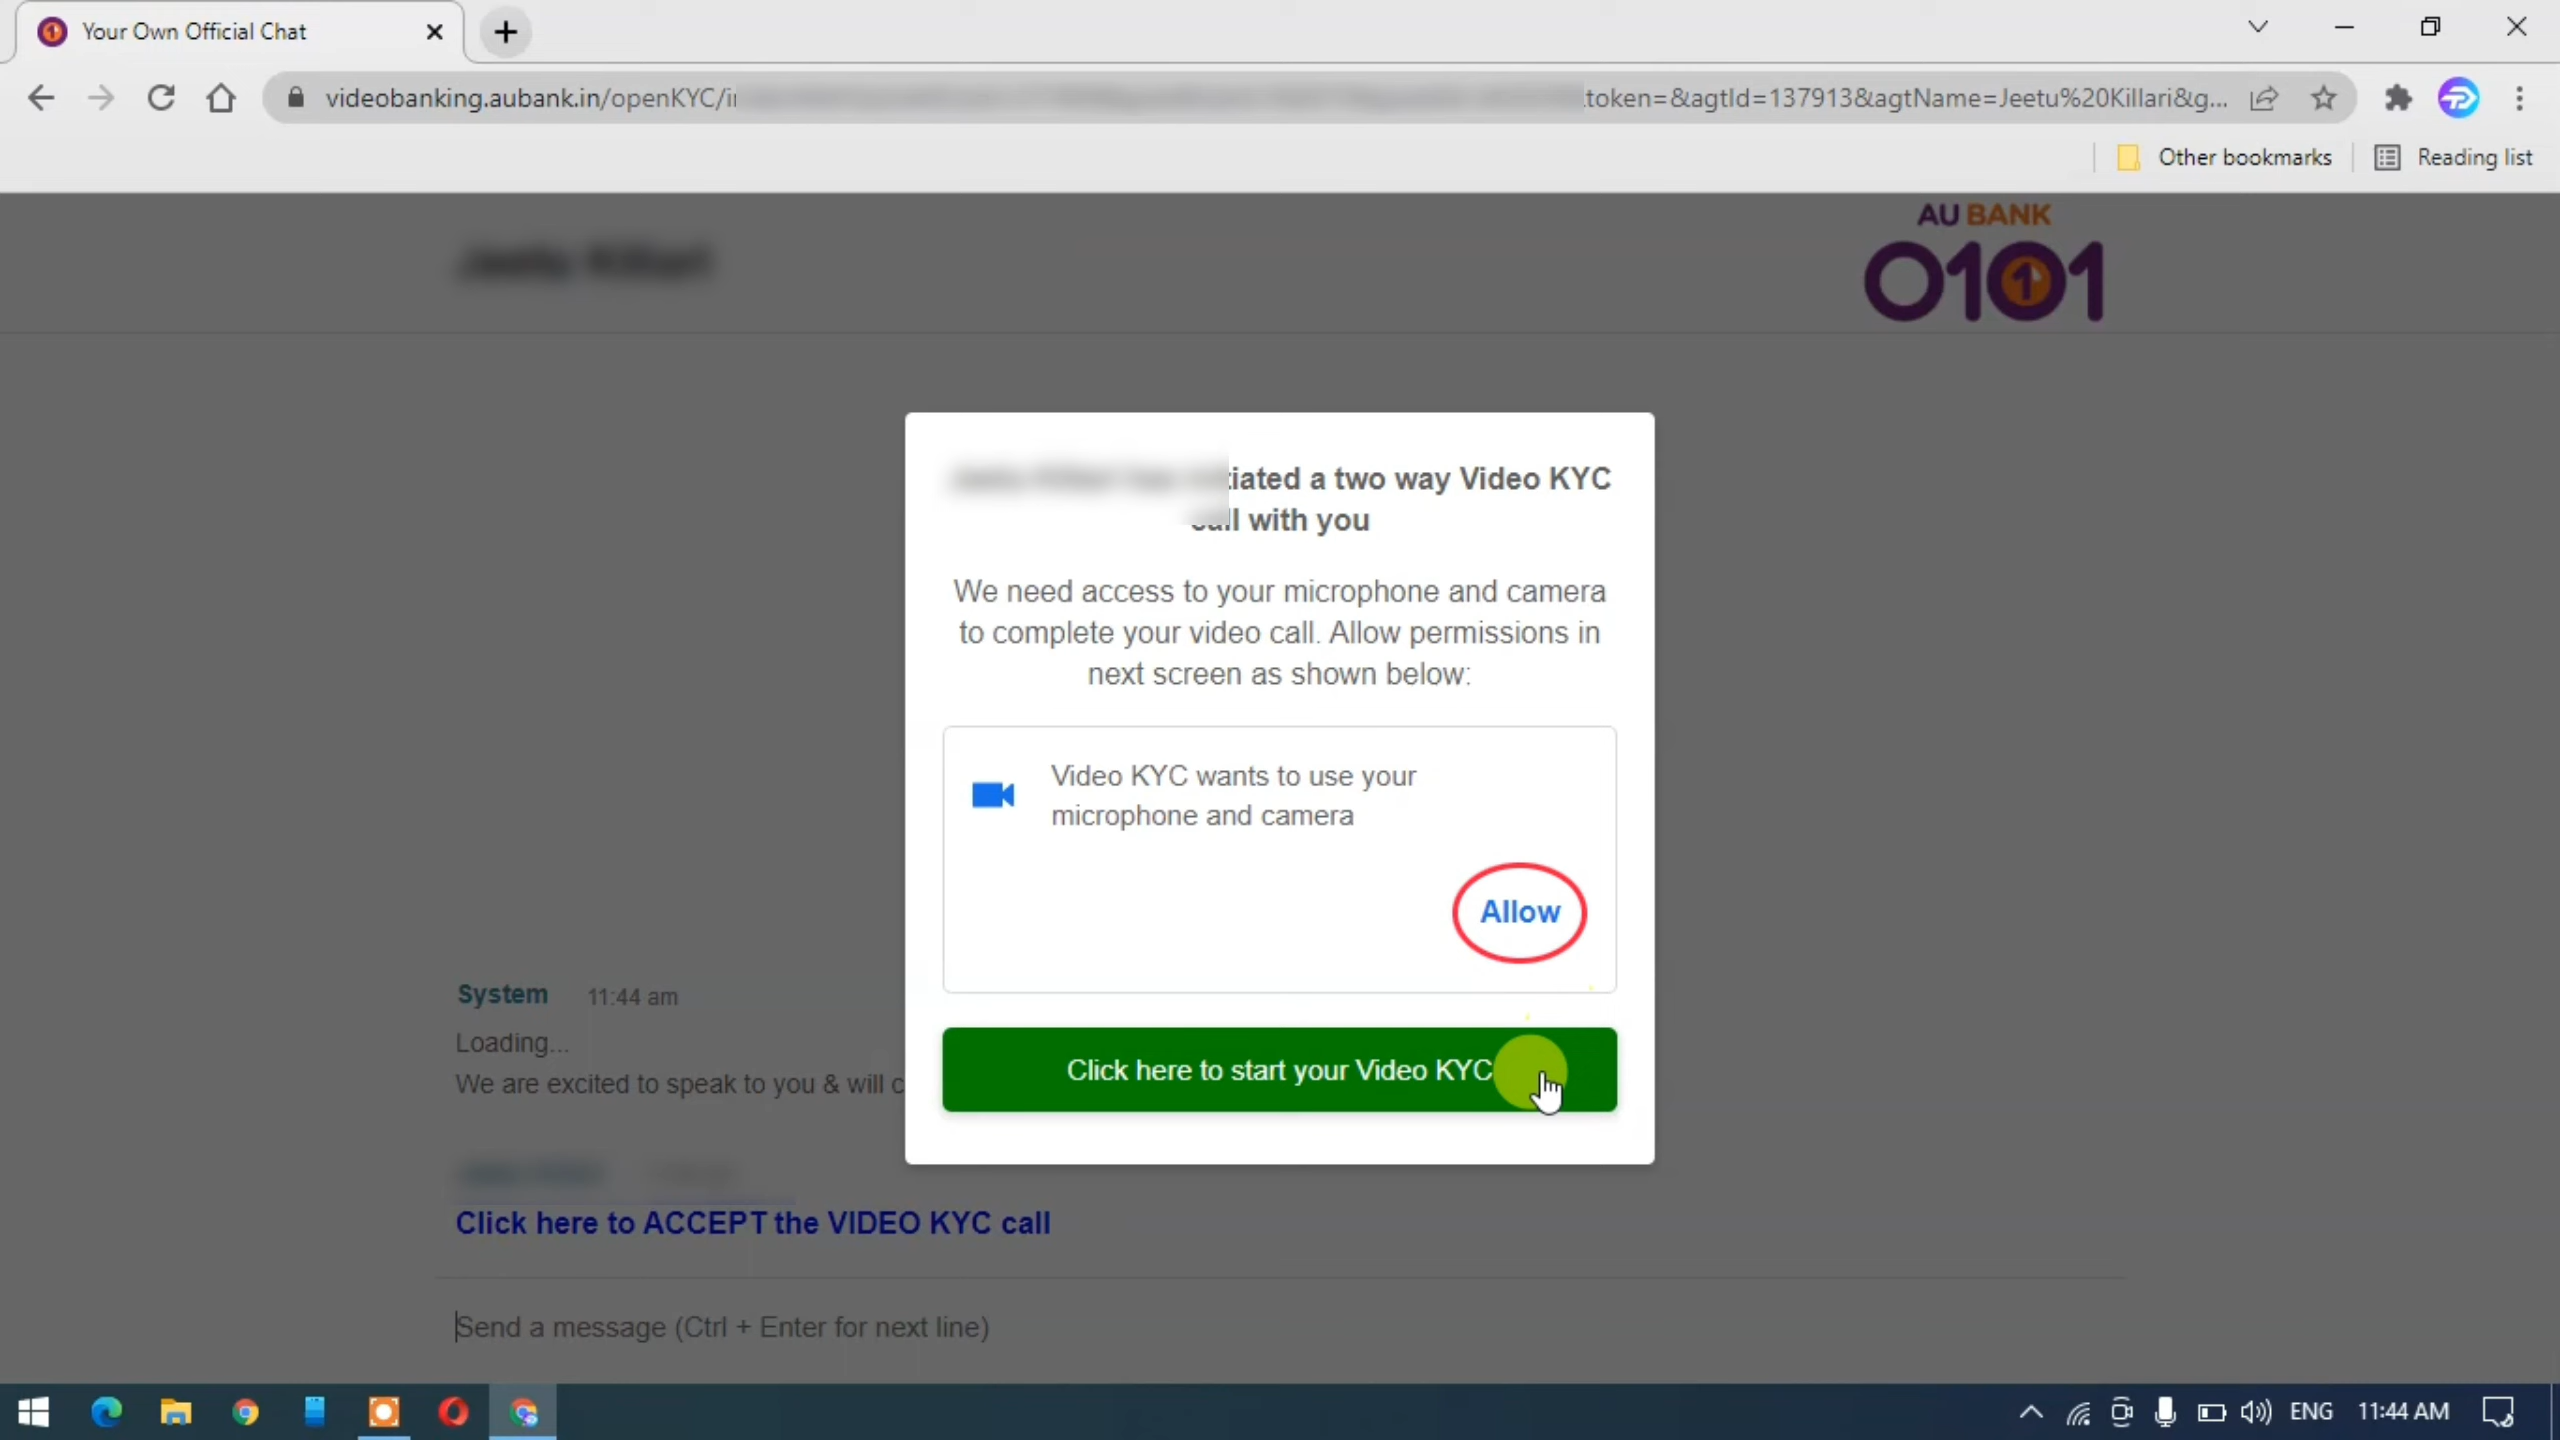 Your Own Official Chat
videobanking.aubank.in/openKYC/i
.token=&agtId=137913&agtName=Jeetu%20Killari&g...
Other bookmarks
Reading list
AU BANK
0101
tiated a two way Video KYC
call with you
We need access to your microphone and camera
to complete your video call. Allow permissions in
next screen as shown below:
Video KYC wants to use your
microphone and camera
Allow
Click here to start your Video KYC
System 11:44 am
Loading...
We are excited to speak to you & will c
Click here to ACCEPT the VIDEO KYC call
Send a message (Ctrl + Enter for next line)
ENG 11:44 AM